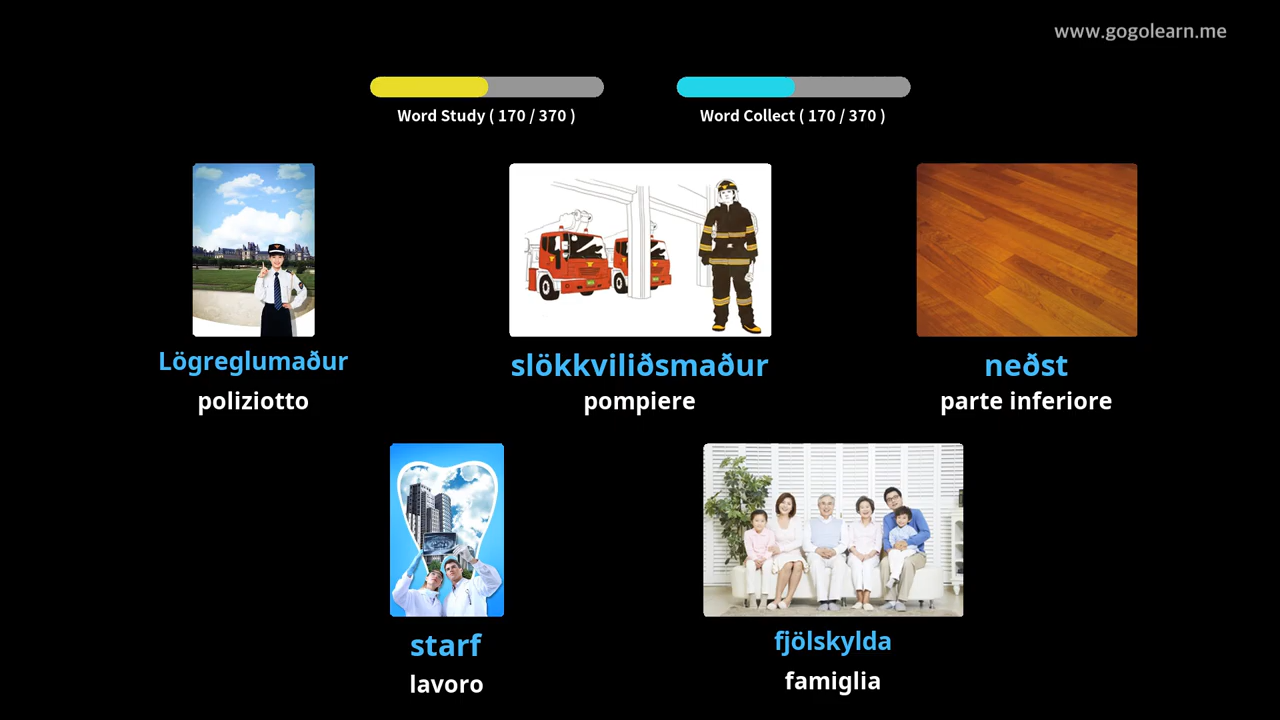 www.gogolearn.me
Word Study ( 170 / 370 )
Word Collect ( 170 / 370 )
Lögreglumaður
poliziotto
slökkviliðsmaður
pompiere
neðst
parte inferiore
starf
lavoro
fjölskylda
famiglia